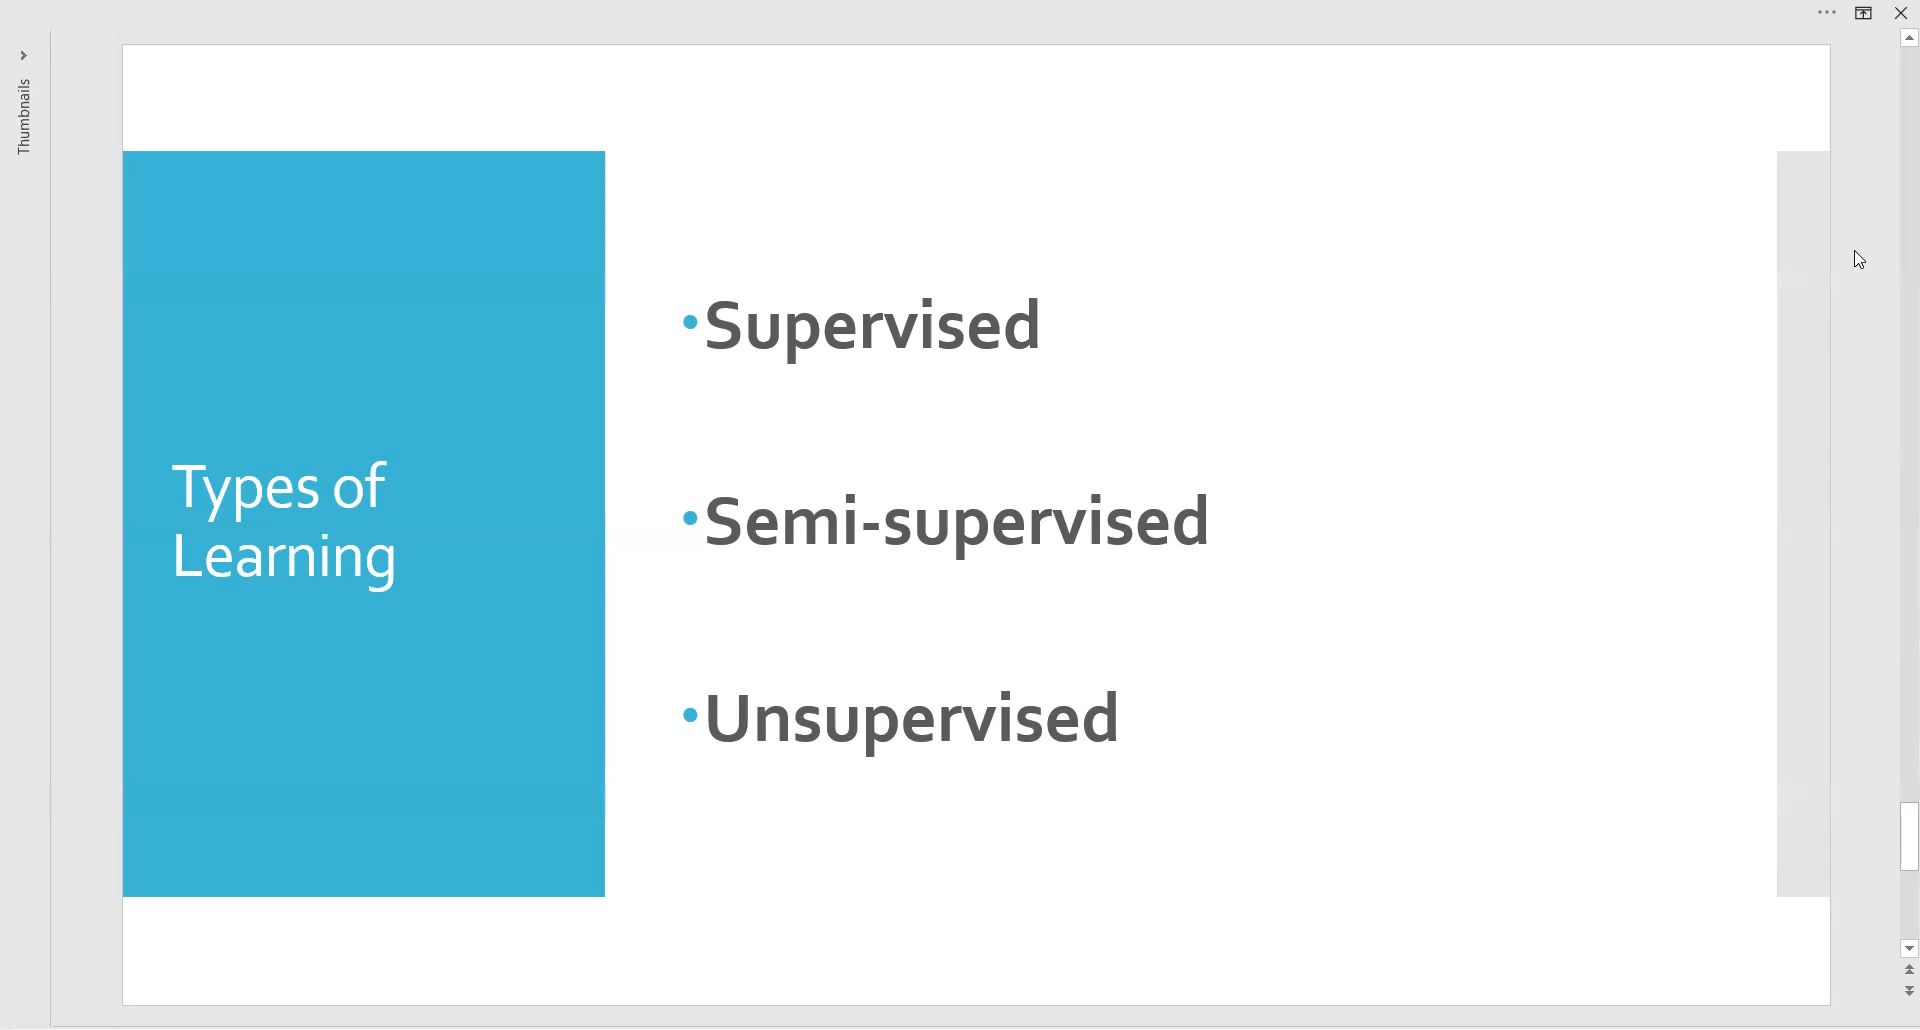 Thumbnails
Types of
Learning
•Supervised
•Semi-supervised
•Unsupervised